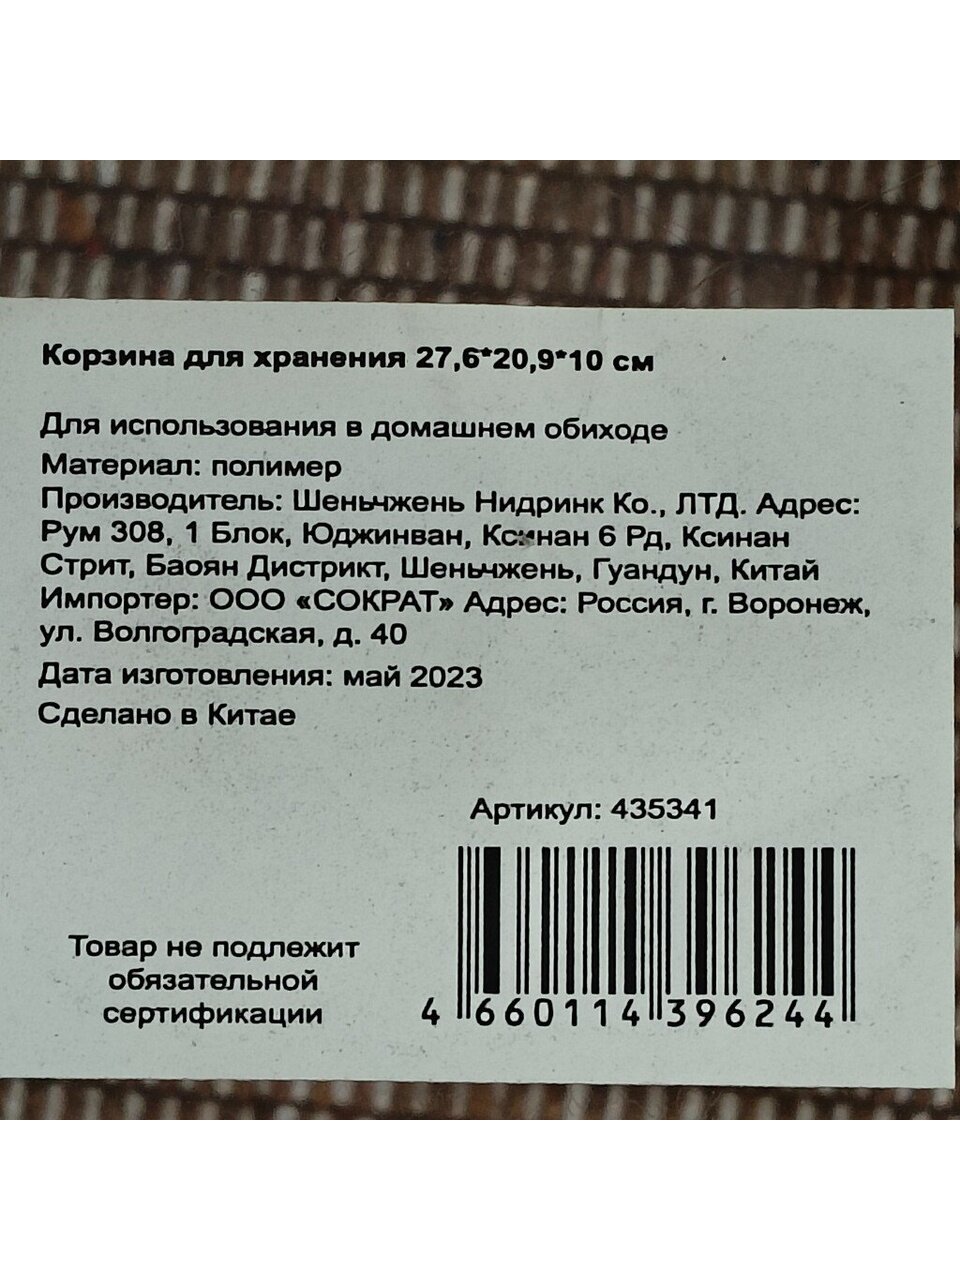 Корзина для хранения 27,6*20,9*10 см
Для использования в домашнем обиходе
Материал: полимер
Производитель: Шеньчжень Нидринк Ко., ЛТД. Адрес:
Рум 308, 1 Блок, Юджинван, Ксинан 6 Рд, Ксинан
Стрит, Баоян Дистрикт, Шеньчжень, Гуандун, Китай
Импортер: ООО «СОКРАТ» Адрес: Россия, г. Воронеж,
ул. Волгоградская, д. 40
Дата изготовления: май 2023
Сделано в Китае
Артикул: 435341
Товар не подлежит
обязательной
сертификации
4 660114 396244